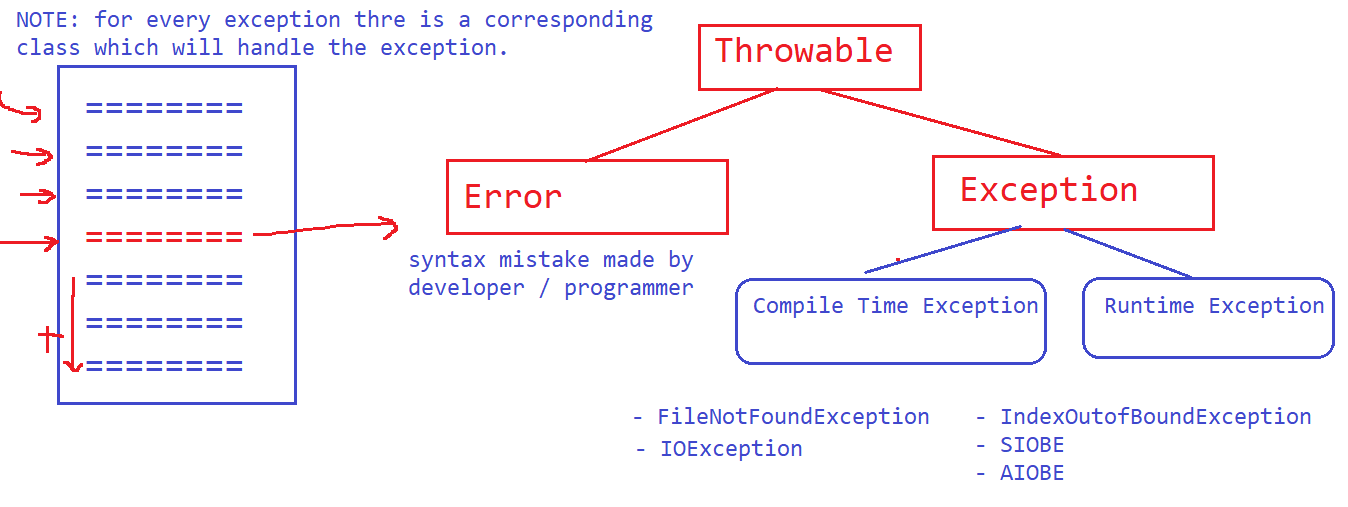 NOTE: for every exception thre is a corresponding
class which will handle the exception.
========
========
========
========
========
========
========
Throwable
Error
Exception
syntax mistake made by
developer / programmer
Compile Time Exception
Runtime Exception
- FileNotFoundException
- IOException
- IndexOutofBoundException
- SIOBE
- AIOBE